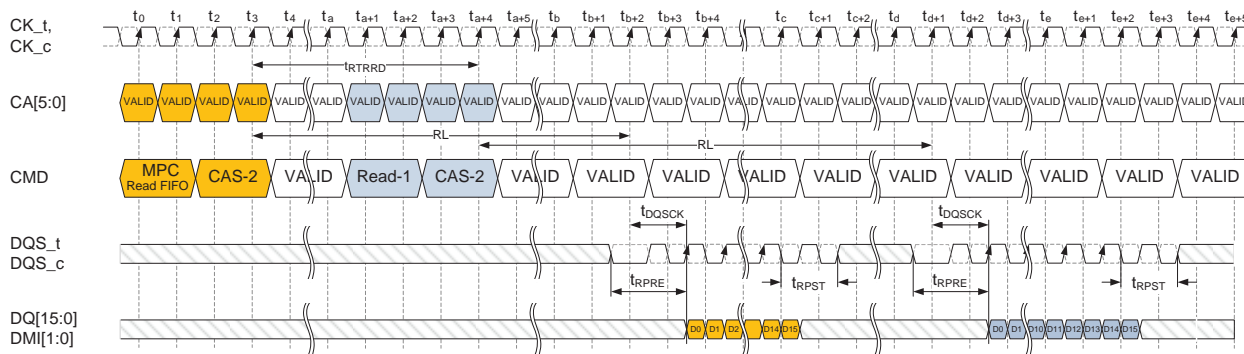 t0 t1 t2 t3 t4 ta ta+1 ta+2 ta+3 ta+4 ta+5 tb tb+1 tb+2 tb+3 tb+4 tc tc+1 tc+2 td td+1 td+2 td+3 te te+1 te+2 te+3 te+4 te+5
CK_t,
CK_c
tRTRRD
CA[5:0] VALID VALID VALID VALID VALID VALID VALID VALID VALID VALID VALID VALID VALID VALID VALID VALID VALID VALID VALID VALID VALID VALID VALID VALID VALID VALID VALID VALID VALID VALID
RL
RL
CMD MPC Read FIFO CAS-2 VALID Read-1 CAS-2 VALID VALID VALID VALID VALID VALID VALID VALID VALID VALID
tDQSCK tDQSCK
DQS_t
DQS_c
tRPRE tRPST tRPRE tRPST
DQ[15:0]
DMI[1:0]
D0 D1 D2 D14 D15 D0 D1 D10 D11 D12 D13 D14 D15